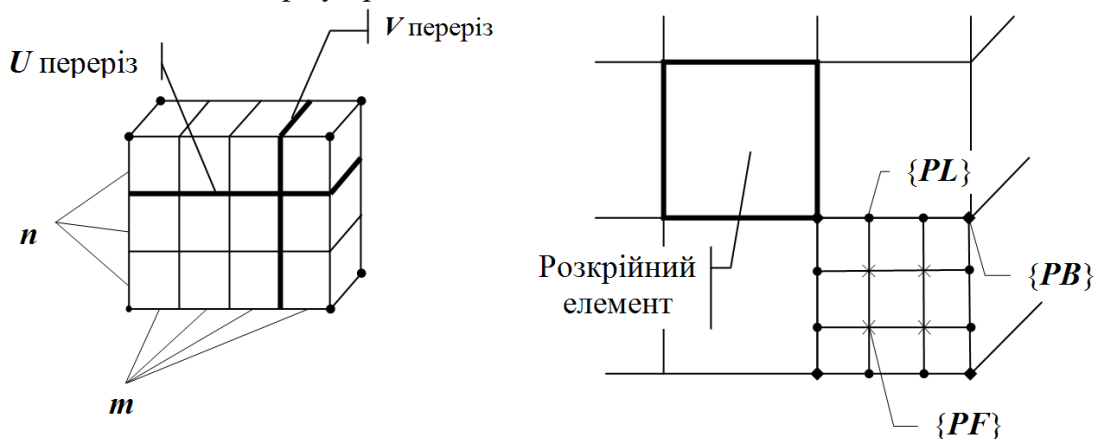 V переріз
U переріз
n
m
{PL}
Розкрійний
елемент
{PB}
{PF}